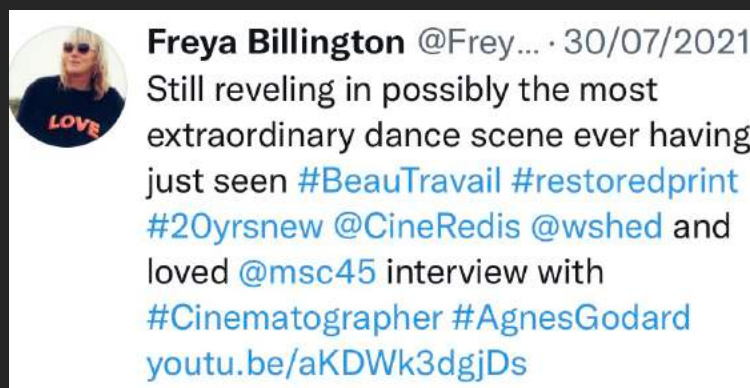 Freya Billington @Frey... · 30/07/2021
Still reveling in possibly the most
extraordinary dance scene ever having
just seen #BeauTravail #restoredprint
#20yrsnew @CineRedis @wshed and
loved @msc45 interview with
#Cinematographer #AgnesGodard
youtu.be/aKDWk3dgjDs
LOVE